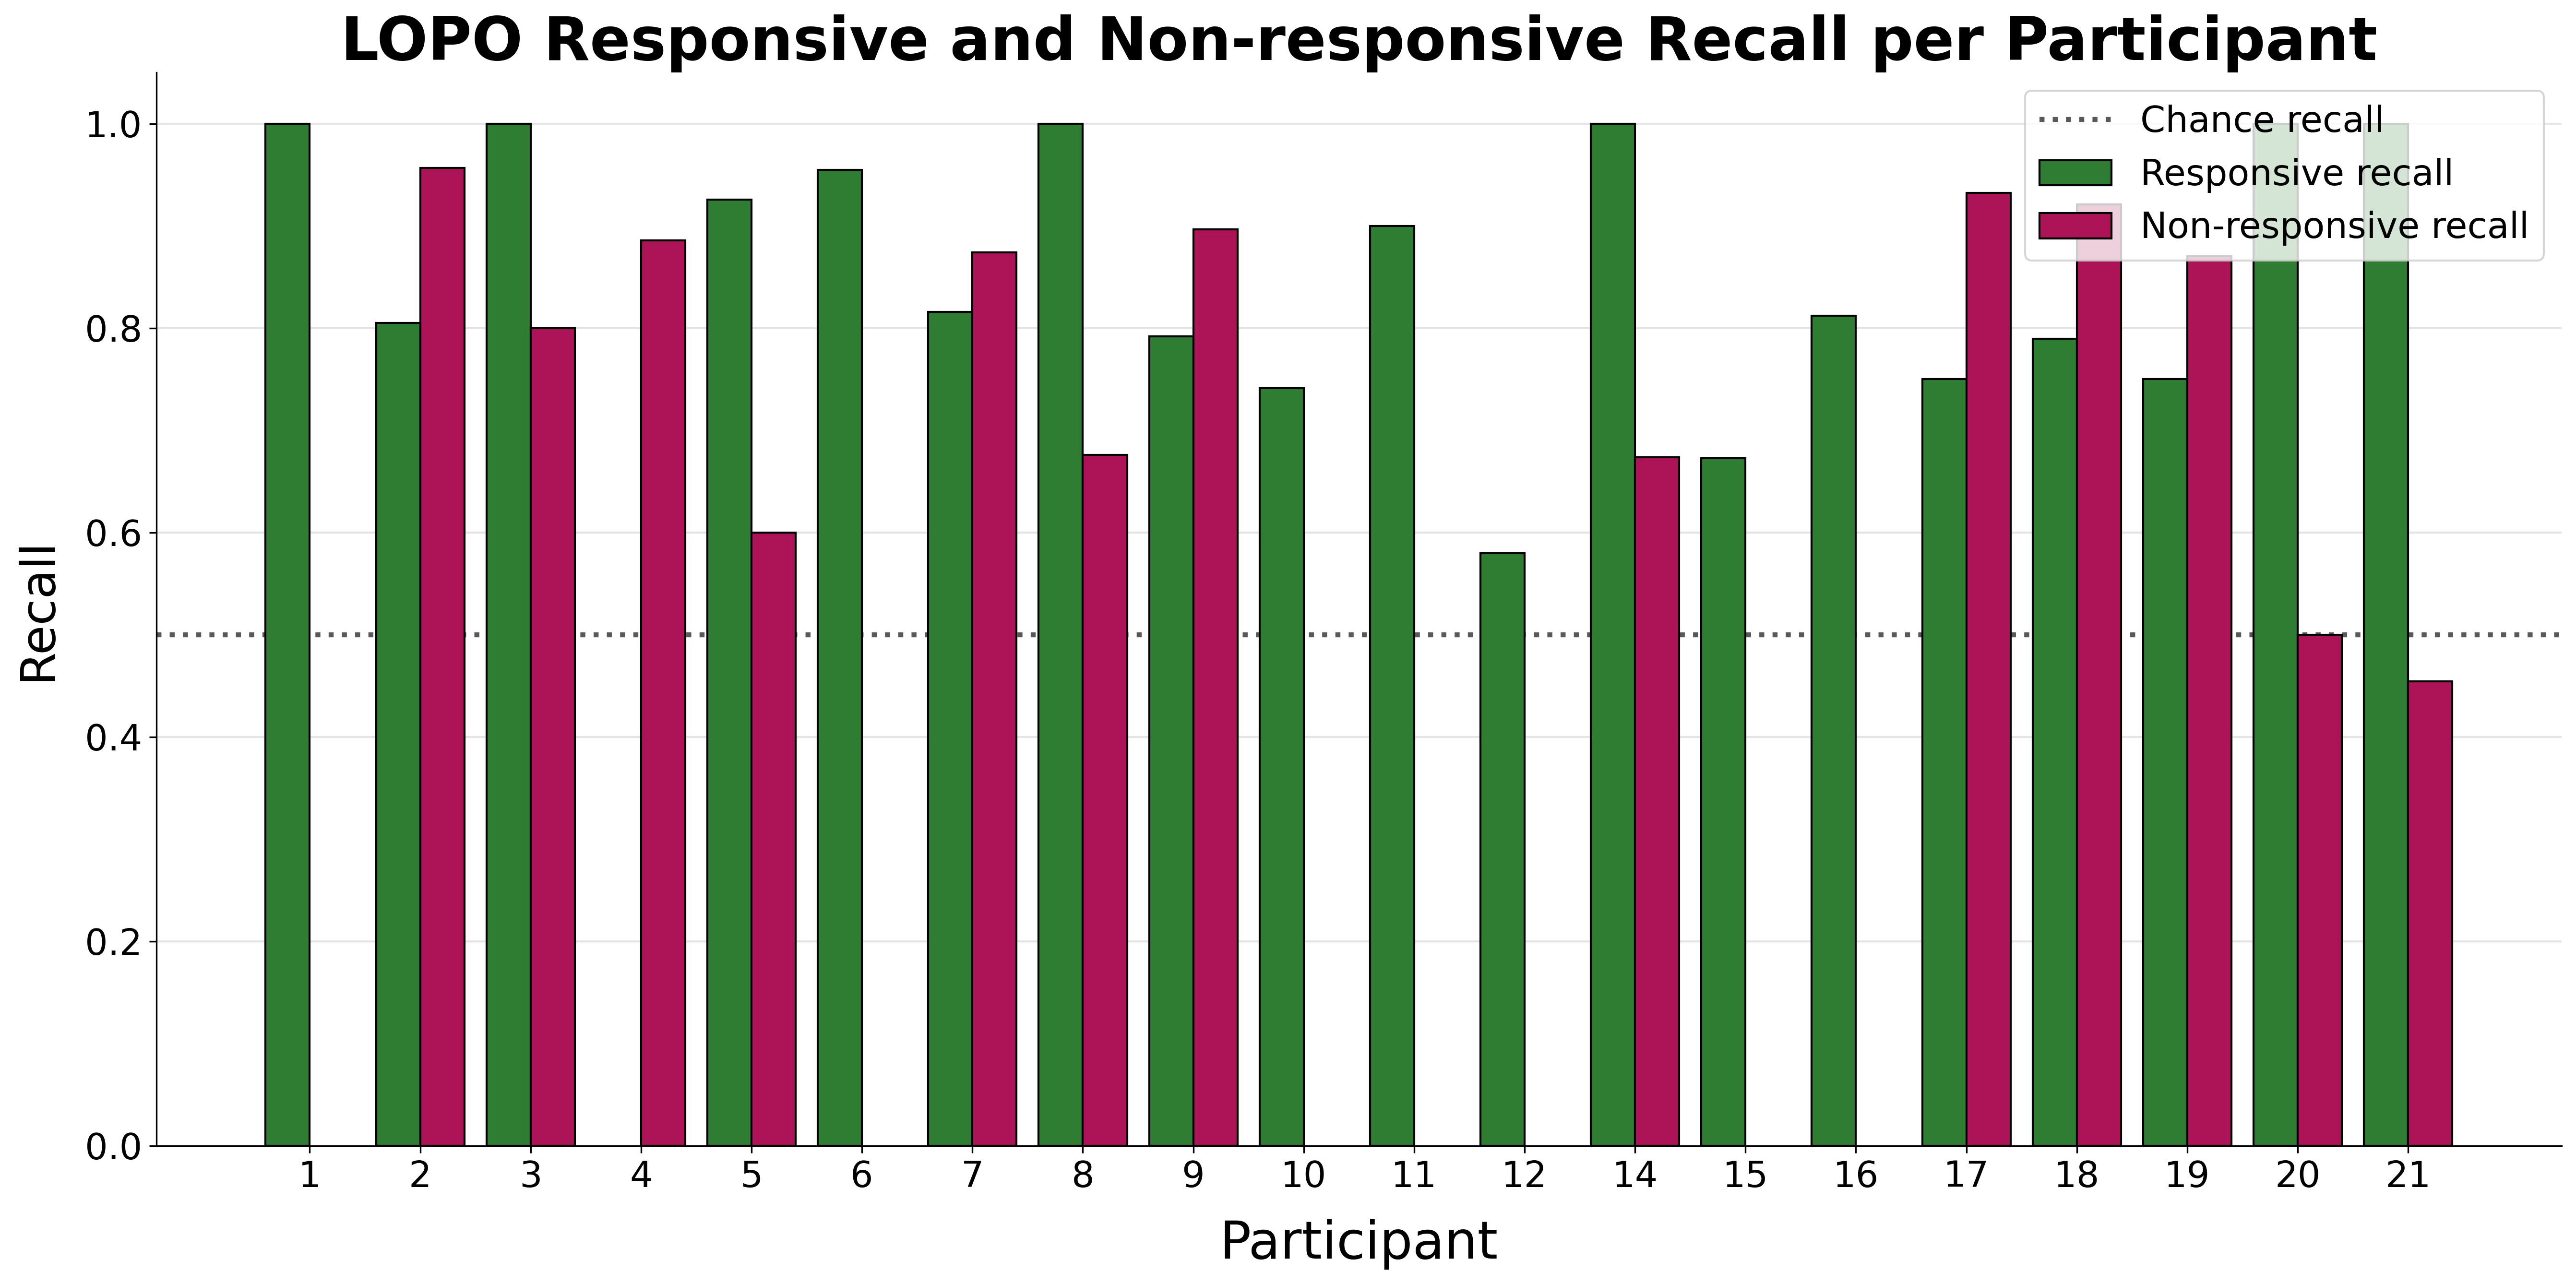 LOPO Responsive and Non-responsive Recall per Participant
Chance recall
Responsive recall
Non-responsive recall
Recall
1.0
0.8
0.6
0.4
0.2
0.0
1 2 3 4 5 6 7 8 9 10 11 12 14 15 16 17 18 19 20 21
Participant